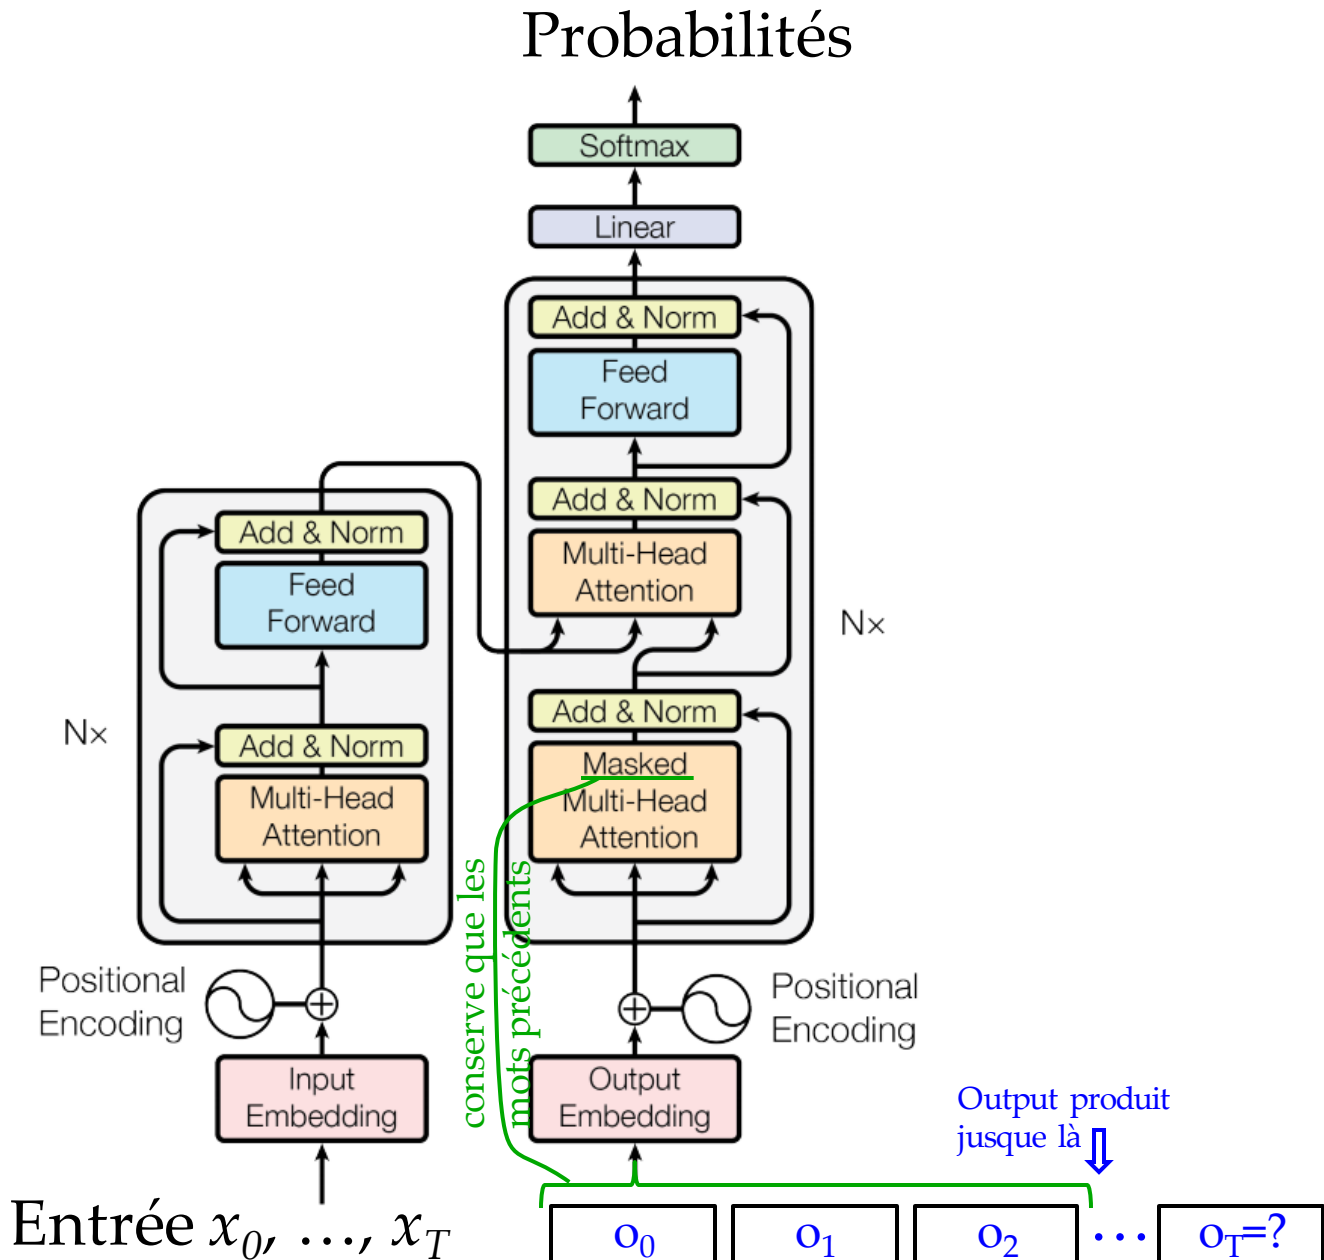 Probabilités
Softmax
Linear
Add & Norm
Feed
Forward
Add & Norm
Multi-Head
Attention
Add & Norm
Masked
Multi-Head
Attention
N×
Add & Norm
Feed
Forward
Add & Norm
Multi-Head
Attention
N×
conserve que les
mots précédents
Positional
Encoding
Positional
Encoding
Input
Embedding
Output
Embedding
Output produit
jusque là
Entrée x0, …, xT
o0
o1
o2
…
oT=?